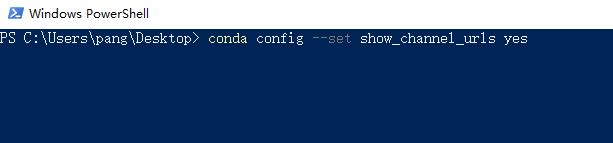 Windows PowerShell
PS C:\Users\pang\Desktop> conda config --set show_channel_urls yes